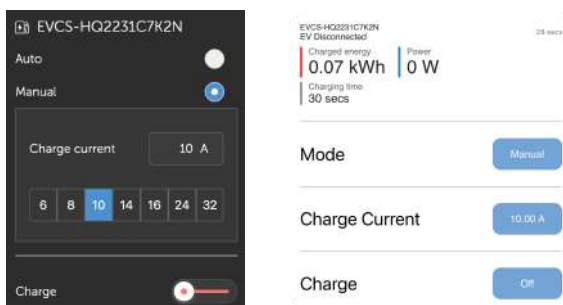 EVCS-HQ2231C7K2N
Auto
Manual
Charge current
10 A
6 8 10 14 16 24 32
Charge
EVCS-HQ2231C7K2N
EV Disconnected
28 secs
Charged energy
0.07 kWh
Power
0 W
Charging time
30 secs
Mode
Manual
Charge Current
10.00 A
Charge
Off